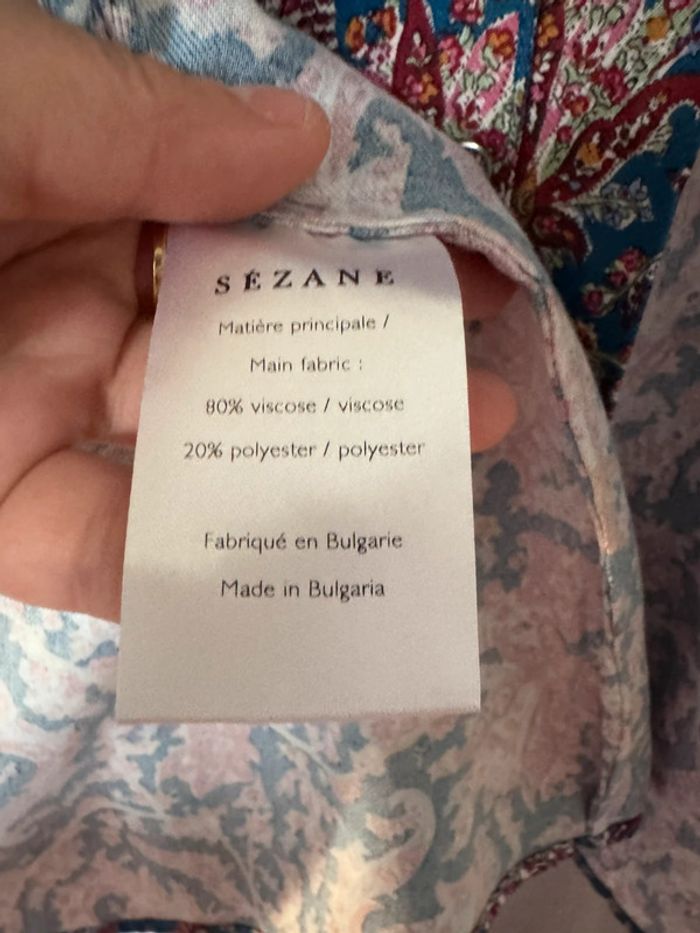 SÉZANE
Matière principale /
Main fabric :
80% viscose / viscose
20% polyester / polyester
Fabriqué en Bulgarie
Made in Bulgaria